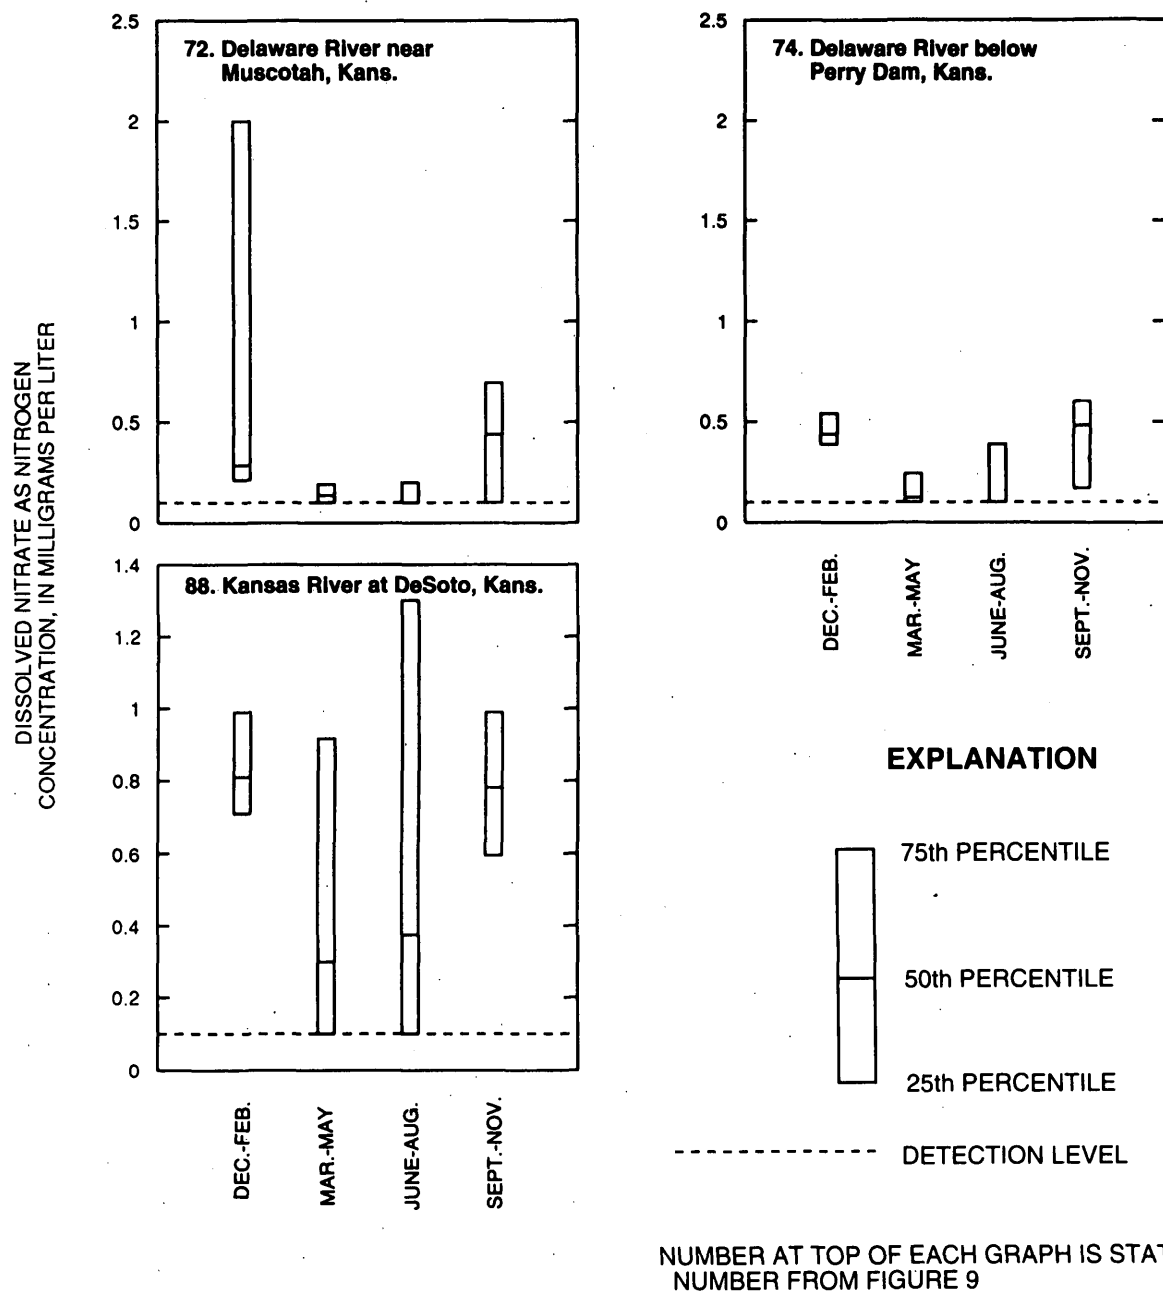 DISSOLVED NITRATE AS NITROGEN
CONCENTRATION, IN MILLIGRAMS PER LITER
72. Delaware River near
Muscotah, Kans.
2.5
2
1.5
1
0.5
0
74. Delaware River below
Perry Dam, Kans.
2.5
2
1.5
1
0.5
0
DEC.-FEB.
MAR.-MAY
JUNE-AUG.
SEPT.-NOV.
88. Kansas River at DeSoto, Kans.
1.4
1.2
1
0.8
0.6
0.4
0.2
0
DEC.-FEB.
MAR.-MAY
JUNE-AUG.
SEPT.-NOV.
EXPLANATION
75th PERCENTILE
50th PERCENTILE
25th PERCENTILE
DETECTION LEVEL
NUMBER AT TOP OF EACH GRAPH IS STAT
NUMBER FROM FIGURE 9